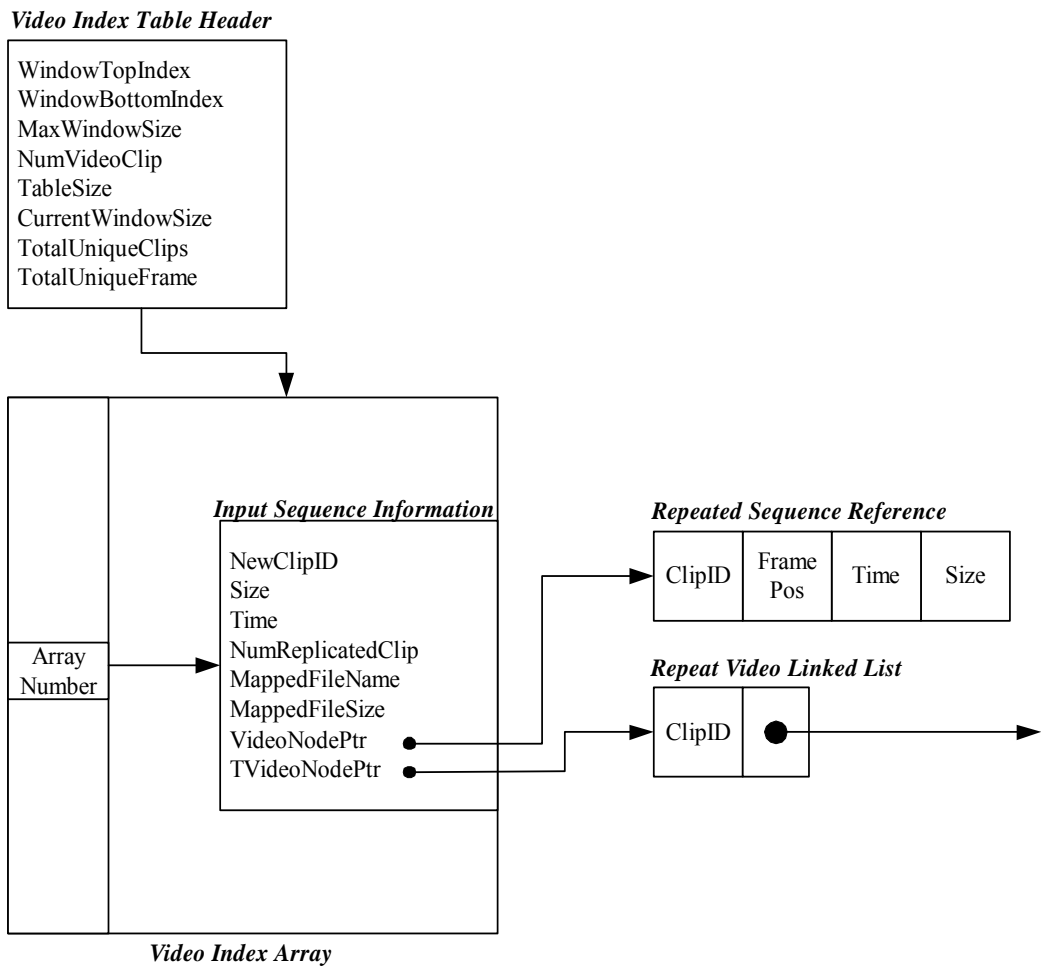 Video Index Table Header
WindowTopIndex
WindowBottomIndex
MaxWindowSize
NumVideoClip
TableSize
CurrentWindowSize
TotalUniqueClips
TotalUniqueFrame
Array
Number
Input Sequence Information
NewClipID
Size
Time
NumReplicatedClip
MappedFileName
MappedFileSize
VideoNodePtr
TVideoNodePtr
Repeated Sequence Reference
ClipID
Frame
Pos
Time
Size
Repeat Video Linked List
ClipID
Video Index Array